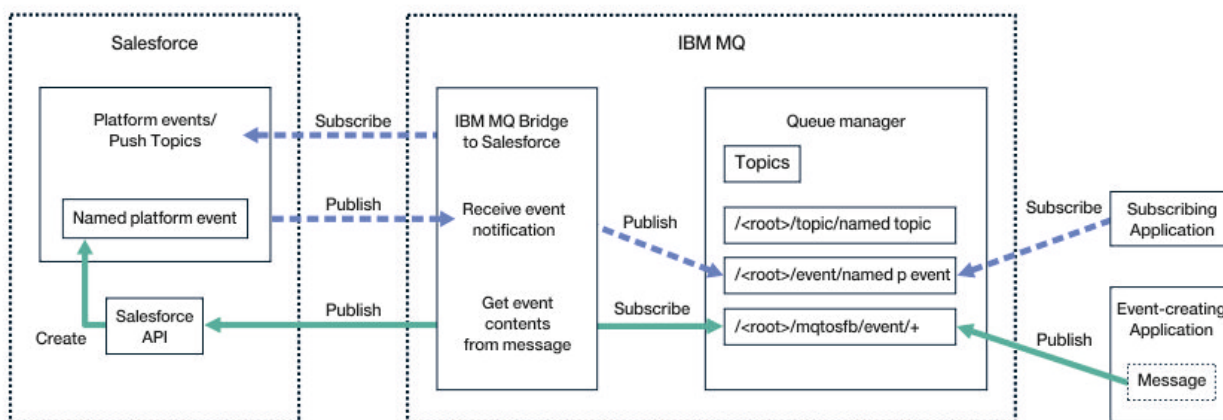 Salesforce
IBM MQ
Platform events/
Push Topics
Subscribe
IBM MQ Bridge
to Salesforce
Queue manager
Topics
Named platform event
Publish
Receive event
notification
Publish
/<root>/topic/named topic
Subscribe
Subscribing
Application
/<root>/event/named p event
Create
Salesforce
API
Publish
Get event
contents
from message
Subscribe
/<root>/mqtosfb/event/+
Publish
Event-creating
Application
Message